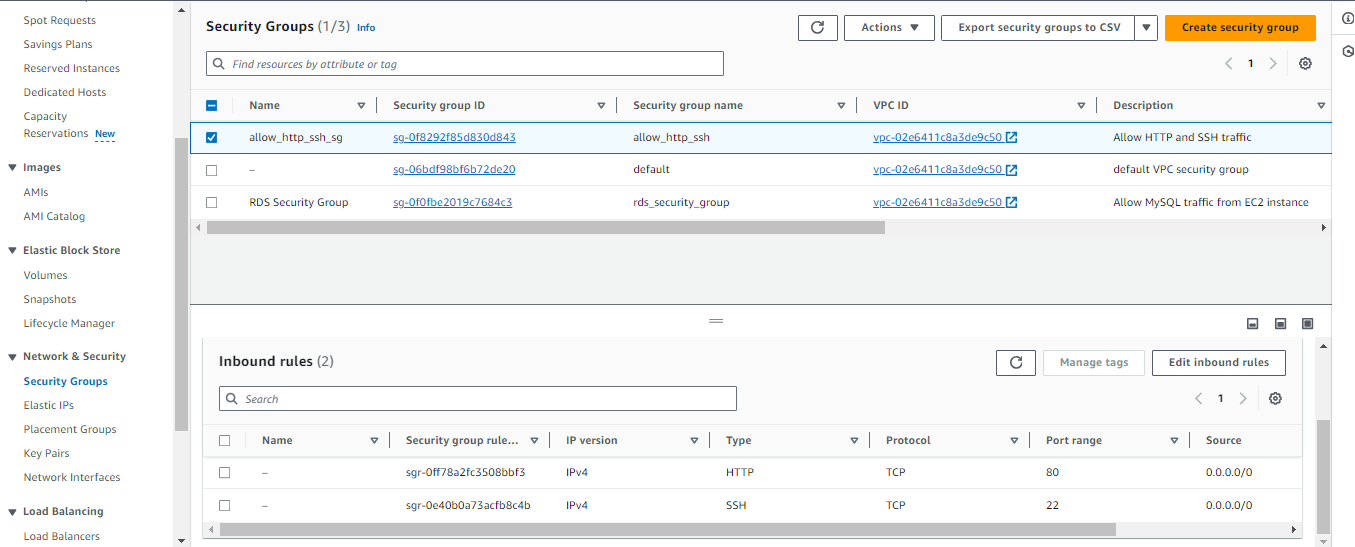 Spot Requests
Savings Plans
Reserved Instances
Dedicated Hosts
Capacity
Reservations New
Images
AMIs
AMI Catalog
Elastic Block Store
Volumes
Snapshots
Lifecycle Manager
Network & Security
Security Groups
Elastic IPs
Placement Groups
Key Pairs
Network Interfaces
Load Balancing
Load Balancers
Security Groups (1/3) Info
Actions Export security groups to CSV Create security group
Find resources by attribute or tag
1
Name Security group ID Security group name VPC ID Description
allow_http_ssh_sg sg-0f8292f85d830d843 allow_http_ssh vpc-02e6411c8a3de9c50 Allow HTTP and SSH traffic
– sg-06bdf98bf6b72de20 default vpc-02e6411c8a3de9c50 default VPC security group
RDS Security Group sg-0f0fbe2019c7684c3 rds_security_group vpc-02e6411c8a3de9c50 Allow MySQL traffic from EC2 instance
Inbound rules (2)
Manage tags Edit inbound rules
Search
1
Name Security group rule... IP version Type Protocol Port range Source
– sgr-0ff78a2fc3508bbf3 IPv4 HTTP TCP 80 0.0.0.0/0
– sgr-0e40b0a73acfb8c4b IPv4 SSH TCP 22 0.0.0.0/0